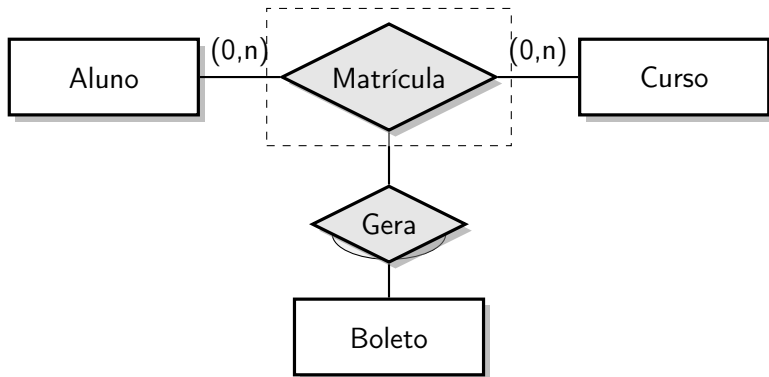 (0,n) (0,n)
Aluno Matrícula Curso
Gera
Boleto